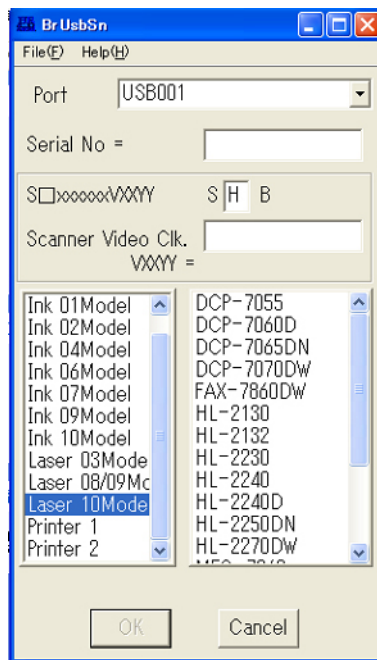 BrUsbSn
File(F) Help(H)
Port USB001
Serial No =
S□xxxxxxVXXYY S H B
Scanner Video Clk.
VXXYY =
Ink 01Model
Ink 02Model
Ink 04Model
Ink 06Model
Ink 07Model
Ink 09Model
Ink 10Model
Laser 03Mode
Laser 08/09Mc
Laser 10Mode
Printer 1
Printer 2
DCP-7055
DCP-7060D
DCP-7065DN
DCP-7070DW
FAX-7860DW
HL-2130
HL-2132
HL-2230
HL-2240
HL-2240D
HL-2250DN
HL-2270DW
OK Cancel